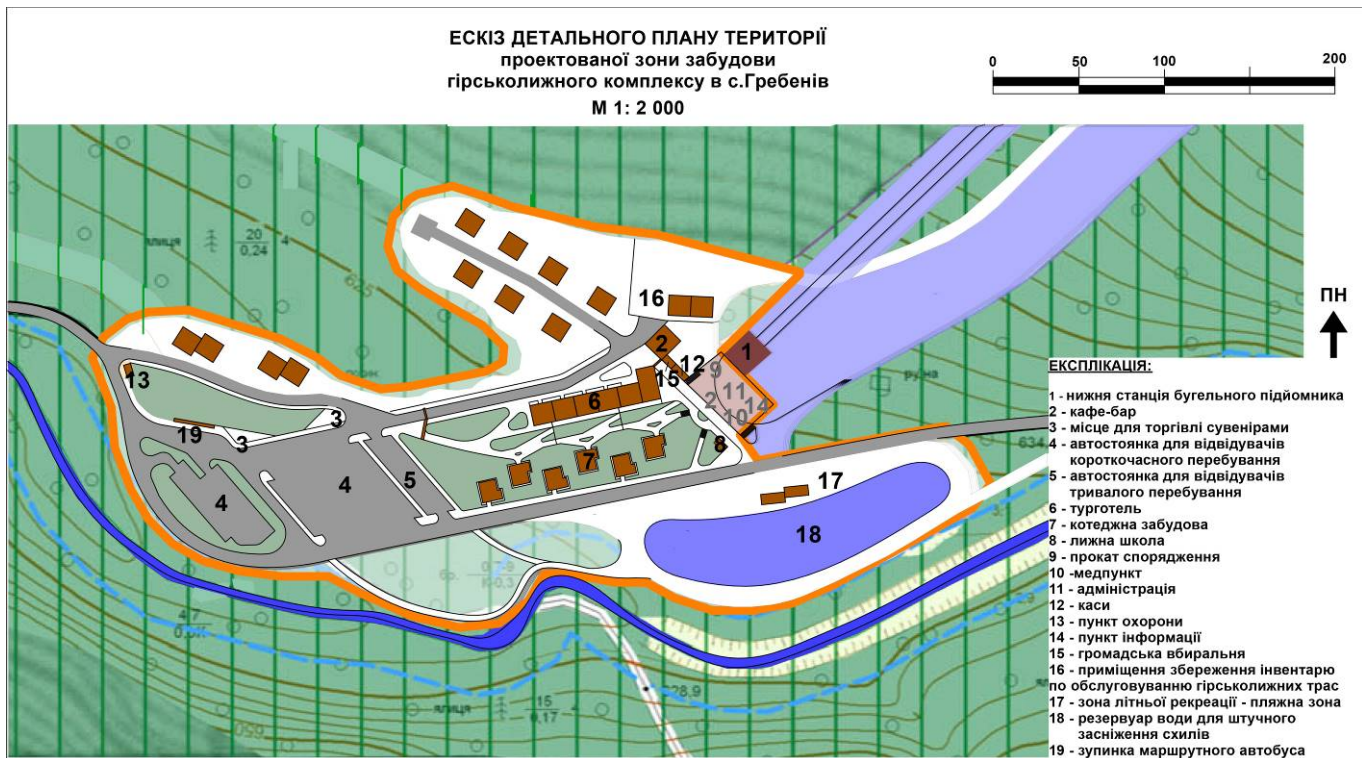 ЕСКІЗ ДЕТАЛЬНОГО ПЛАНУ ТЕРИТОРІЇ
проектованої зони забудови
гірськолижного комплексу в с.Гребенів
М 1: 2 000
0 50 100 200
ПН
ялиця 20 4
0,24
625
16
2
1
12
15
9
11
2
14
10
13
3
19
3
6
4
4
5
7
8
17
18
634,
4,7
15
ялиця 4
0,17
28,9
650
ЕКСПЛІКАЦІЯ:
1 - нижня станція бугельного підйомника
2 - кафе-бар
3 - місце для торгівлі сувенірами
4 - автостоянка для відвідувачів
короткочасного перебування
5 - автостоянка для відвідувачів
тривалого перебування
6 - турготель
7 - котеджна забудова
8 - лижна школа
9 - прокат спорядження
10 -медпункт
11 - адміністрація
12 - каси
13 - пункт охорони
14 - пункт інформації
15 - громадська вбиральня
16 - приміщення збереження інвентарю
по обслуговуванню гірськолижних трас
17 - зона літньої рекреації - пляжна зона
18 - резервуар води для штучного
засніження схилів
19 - зупинка маршрутного автобуса